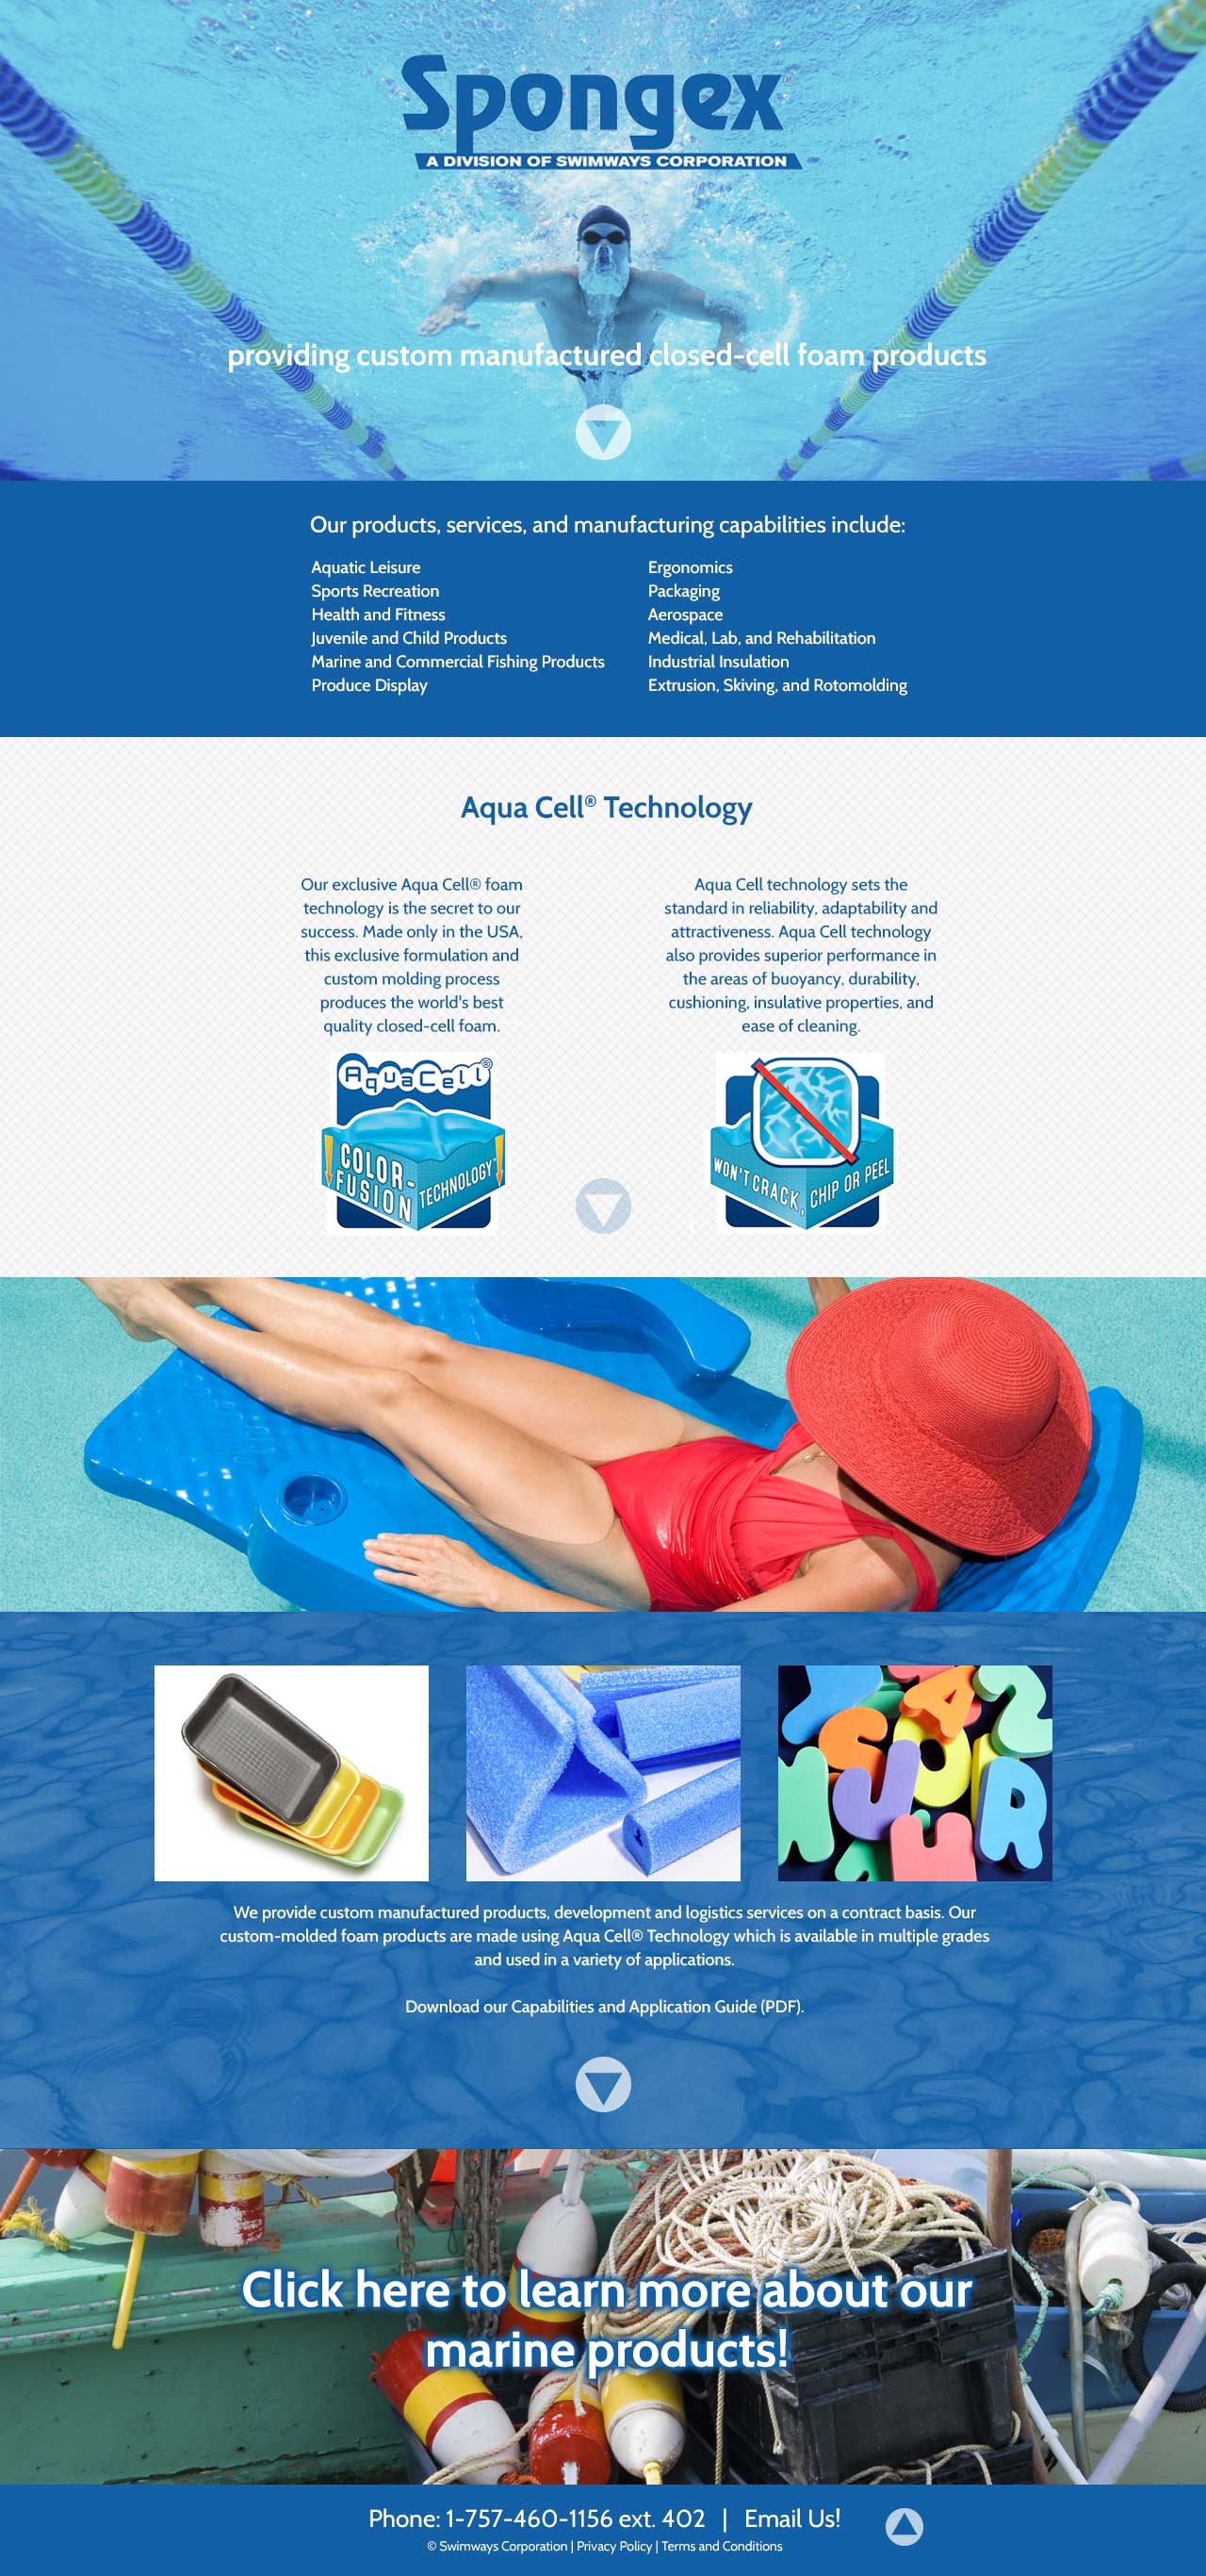 Spongex
A DIVISION OF SWIMWAYS CORPORATION
providing custom manufactured closed-cell foam products
Our products, services, and manufacturing capabilities include:
Aquatic Leisure
Sports Recreation
Health and Fitness
Juvenile and Child Products
Marine and Commercial Fishing Products
Produce Display
Ergonomics
Packaging
Aerospace
Medical, Lab, and Rehabilitation
Industrial Insulation
Extrusion, Skiving, and Rotomolding
Aqua Cell® Technology
Our exclusive Aqua Cell® foam
technology is the secret to our
success. Made only in the USA,
this exclusive formulation and
custom molding process
produces the world's best
quality closed-cell foam.
AquaCell®
COLOR-
FUSION
TECHNOLOGY™
Aqua Cell technology sets the
standard in reliability, adaptability and
attractiveness. Aqua Cell technology
also provides superior performance in
the areas of buoyancy, durability,
cushioning, insulative properties, and
ease of cleaning.
WON'T CRACK, CHIP OR PEEL
We provide custom manufactured products, development and logistics services on a contract basis. Our
custom-molded foam products are made using Aqua Cell® Technology which is available in multiple grades
and used in a variety of applications.
Download our Capabilities and Application Guide (PDF).
Click here to learn more about our
marine products!
Phone: 1-757-460-1156 ext. 402 | Email Us!
© Swimways Corporation | Privacy Policy | Terms and Conditions